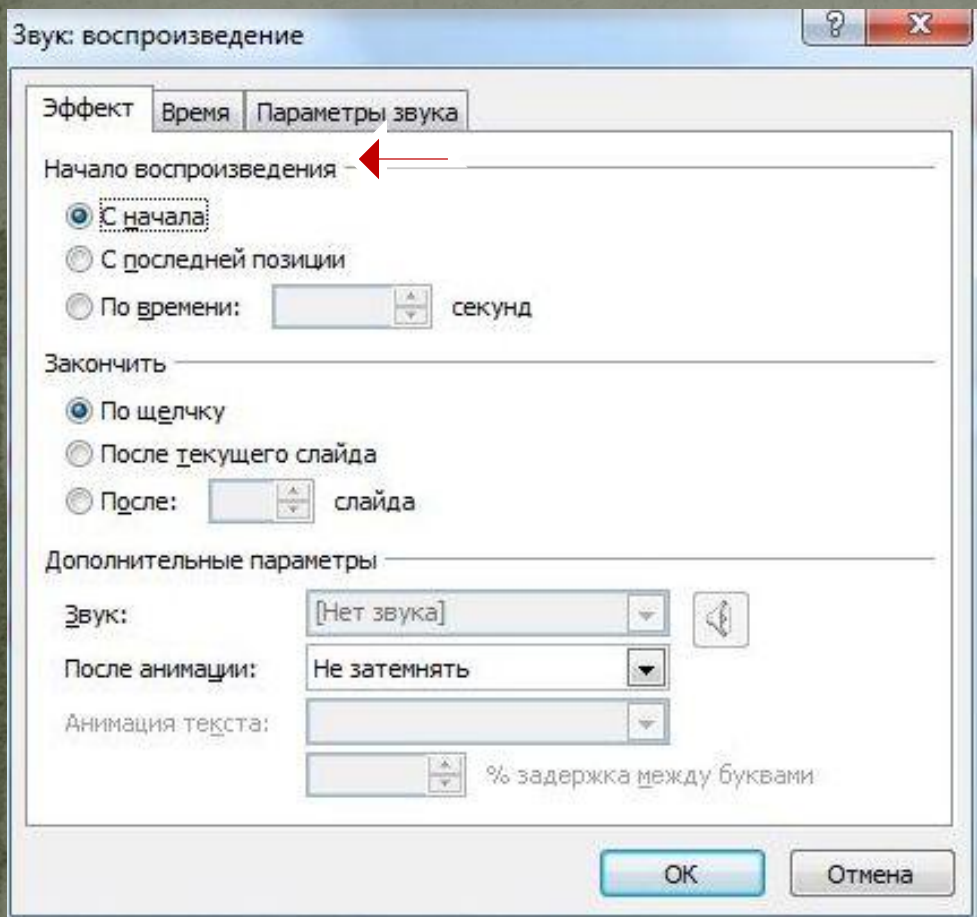 Звук: воспроизведение
Эффект Время Параметры звука
Начало воспроизведения
С начала
С последней позиции
По времени: секунд
Закончить
По щелчку
После текущего слайда
После: слайда
Дополнительные параметры
Звук: [Нет звука]
После анимации: Не затемнять
Анимация текста:
% задержка между буквами
ОК Отмена